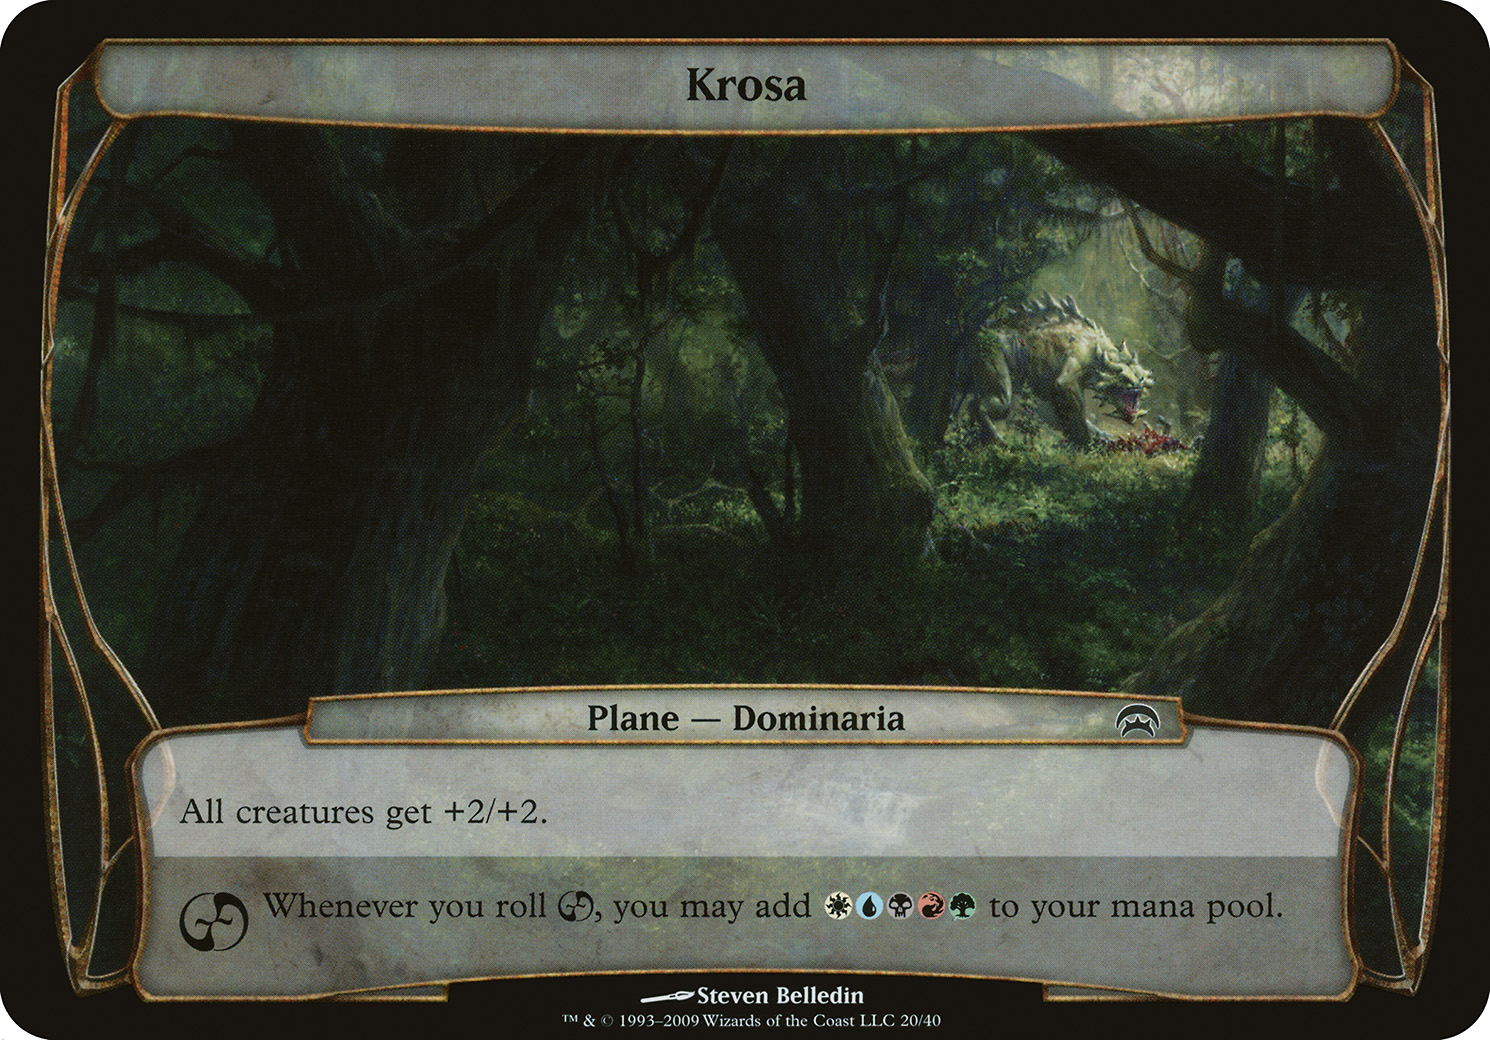 Krosa
Plane — Dominaria
All creatures get +2/+2.
Whenever you roll , you may add to your mana pool.
Steven Belledin
™ & © 1993–2009 Wizards of the Coast LLC 20/40